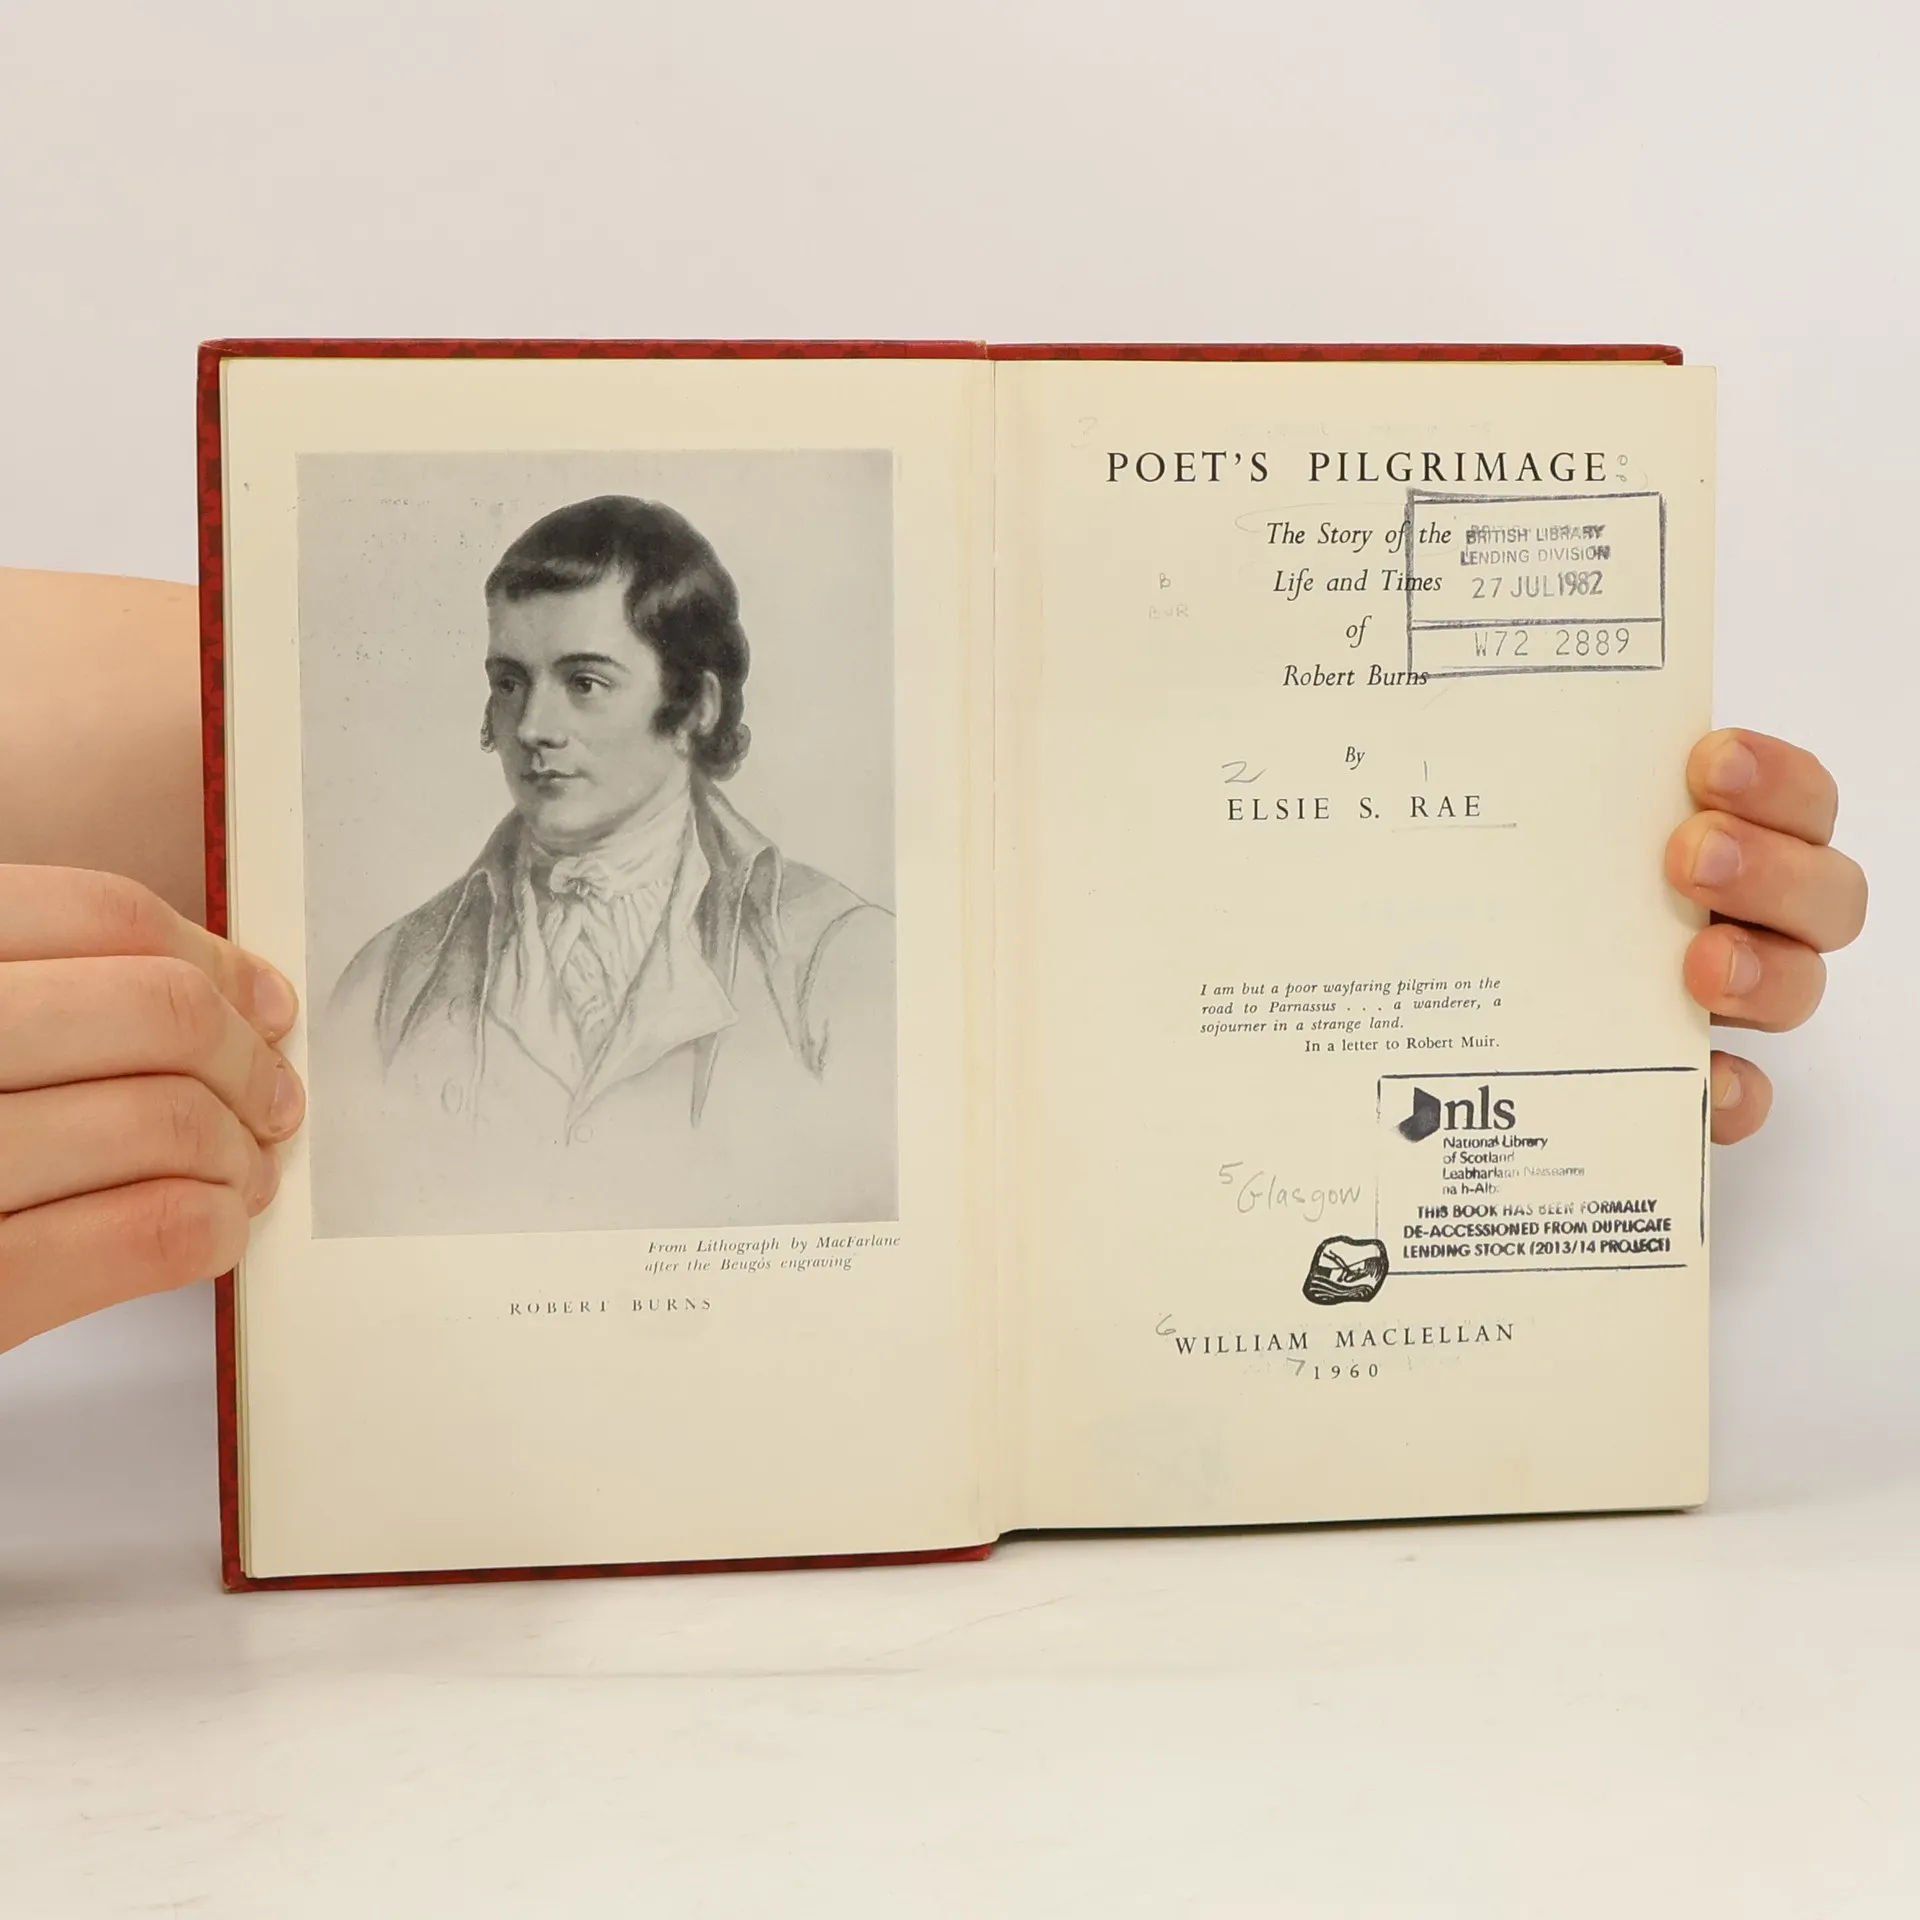 From Lithograph by MacFarlane
after the Beugós engraving
ROBERT BURNS
POET'S PILGRIMAGE
The Story of the
Life and Times
of
Robert Burns
BRITISH LIBRARY
LENDING DIVISION
27 JUL 1982
W72 2889
B
BUR
By
2 1
ELSIE S. RAE
I am but a poor wayfaring pilgrim on the
road to Parnassus . . . a wanderer, a
sojourner in a strange land.
In a letter to Robert Muir.
nls
National Library
of Scotland
Leabharlann
na h-Alb
THIS BOOK HAS BEEN FORMALLY
DE-ACCESSIONED FROM DUPLICATE
LENDING STOCK (2013/14 PROJECT)
5 Glasgow
6 WILLIAM MACLELLAN
7 1960